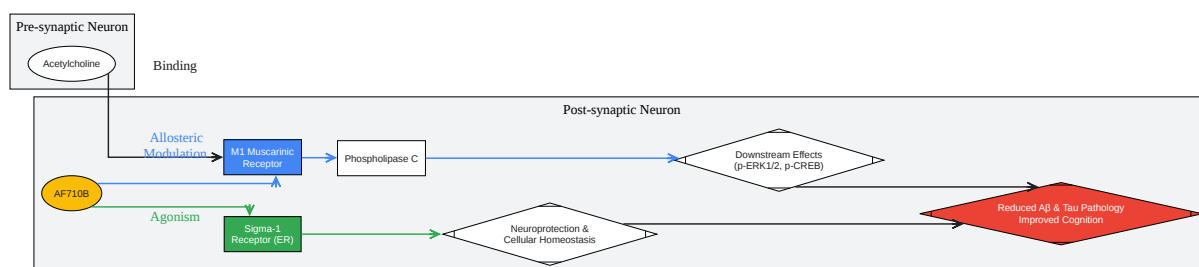 Pre-synaptic Neuron
Acetylcholine
Binding
Post-synaptic Neuron
Allosteric
Modulation
M1 Muscarinic
Receptor
Phospholipase C
Downstream Effects
(p-ERK1/2, p-CREB)
AF710B
Agonism
Sigma-1
Receptor (ER)
Neuroprotection &
Cellular Homeostasis
Reduced Aβ & Tau Pathology
Improved Cognition